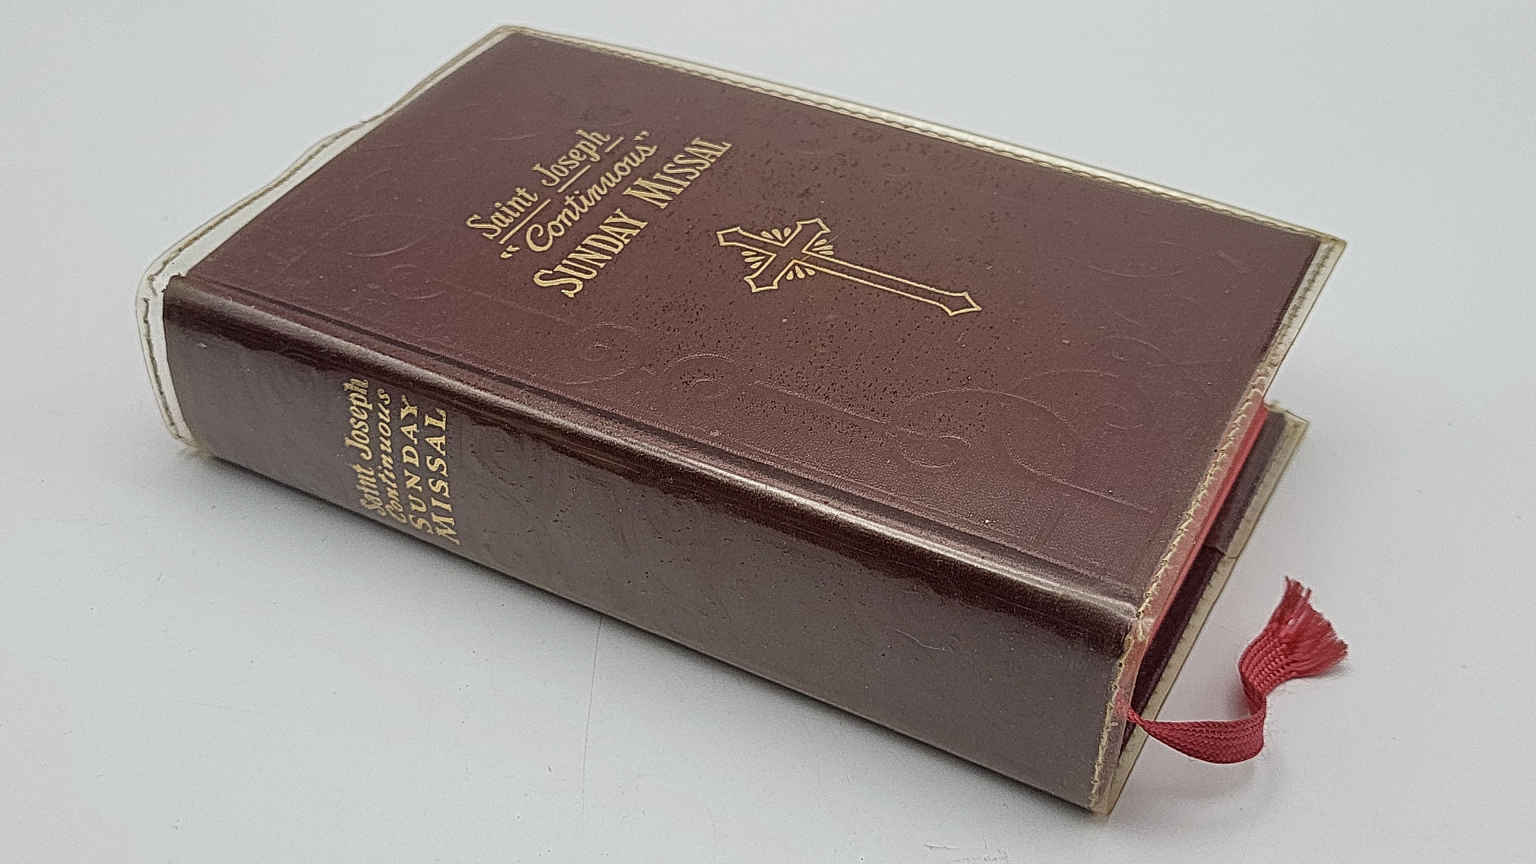 Saint Joseph
"Continuous"
SUNDAY MISSAL
Saint Joseph
Continuous
SUNDAY
MISSAL